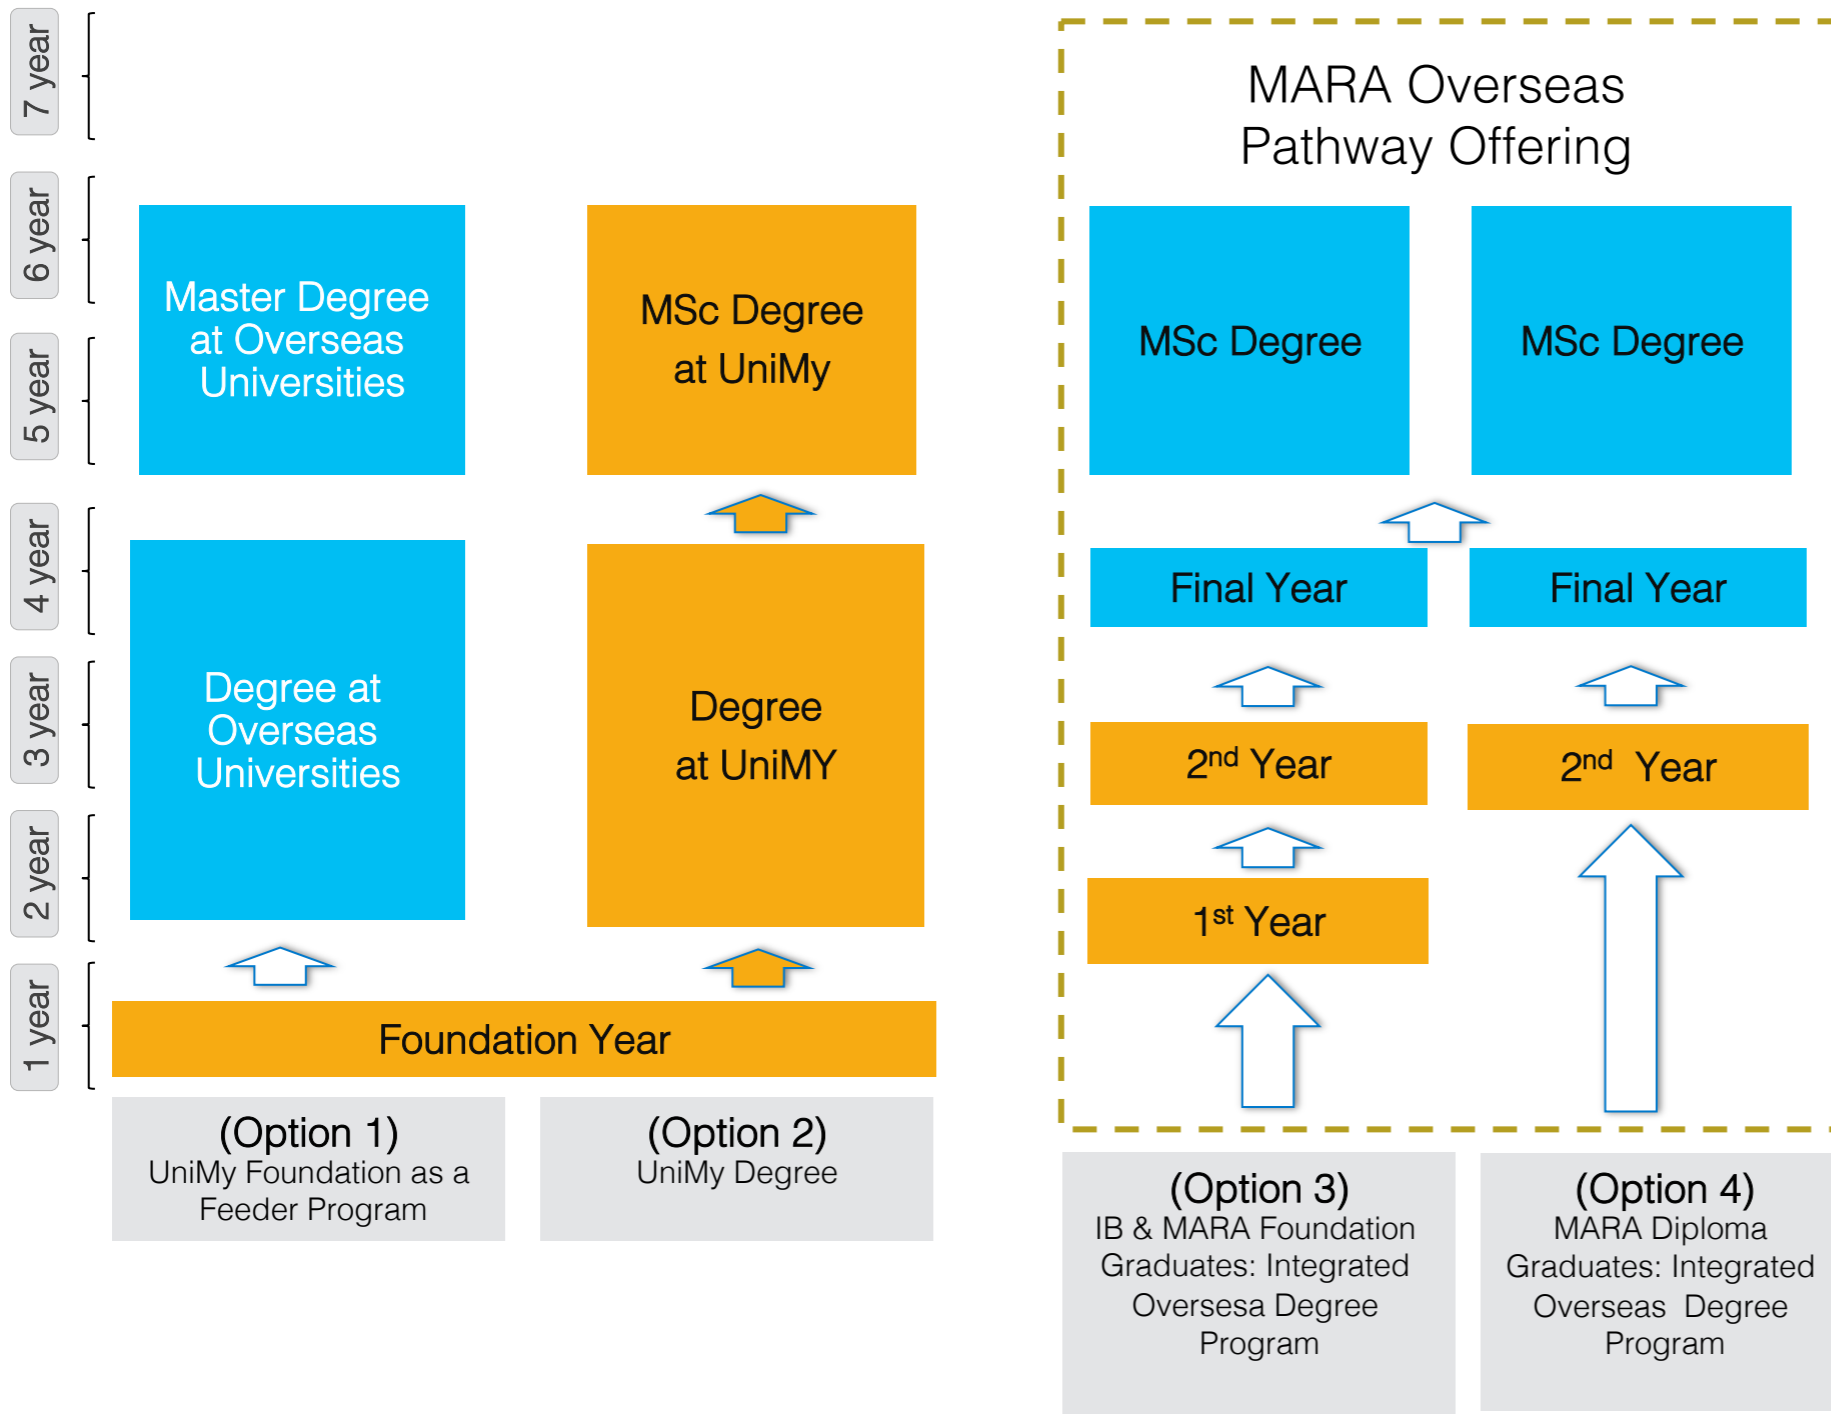 7 year
6 year
5 year
4 year
3 year
2 year
1 year
Master Degree
at Overseas
Universities
MSc Degree
at UniMy
Degree at
Overseas
Universities
Degree
at UniMY
Foundation Year
(Option 1)
UniMy Foundation as a
Feeder Program
(Option 2)
UniMy Degree
MARA Overseas
Pathway Offering
MSc Degree
MSc Degree
Final Year
Final Year
2nd Year
2nd Year
1st Year
(Option 3)
IB & MARA Foundation
Graduates: Integrated
Oversesa Degree
Program
(Option 4)
MARA Diploma
Graduates: Integrated
Overseas Degree
Program